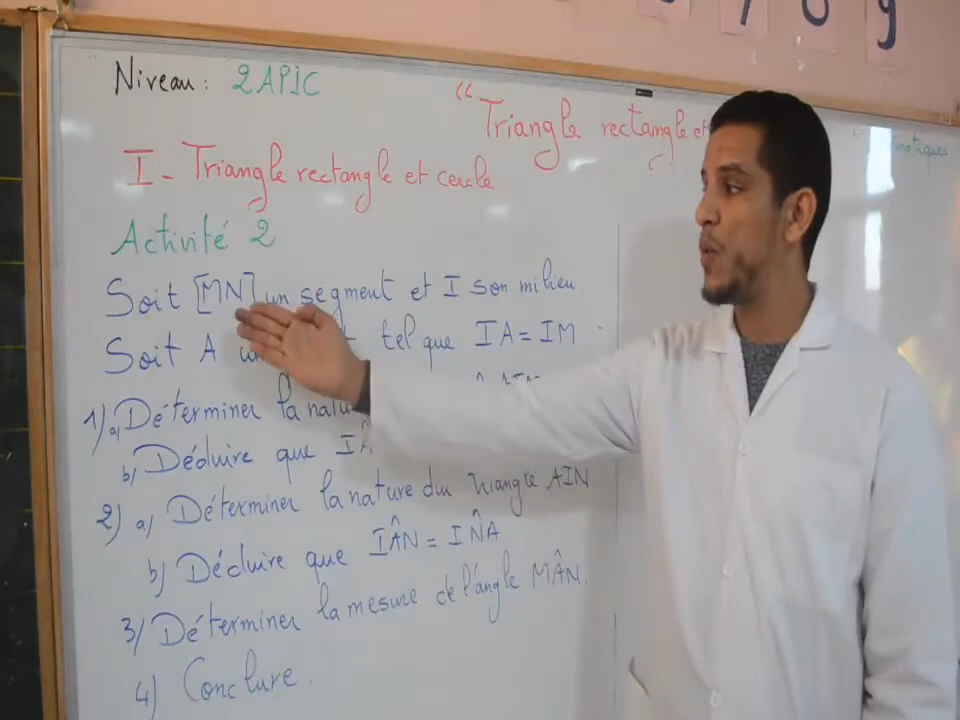 Niveau : 2APIC
" Triangle rectangle et
I - Triangle rectangle et cercle
Activité 2
Soit [MN] un segment et I son milieu.
Soit A tel que IA = IM
1) a) Déterminer la
b) Déduire que
2) a) Déterminer la nature du triangle AIN
b) Déduire que IÂN = IN̂A
3) Déterminer la mesure de l'angle MÂN.
4) Conclure.